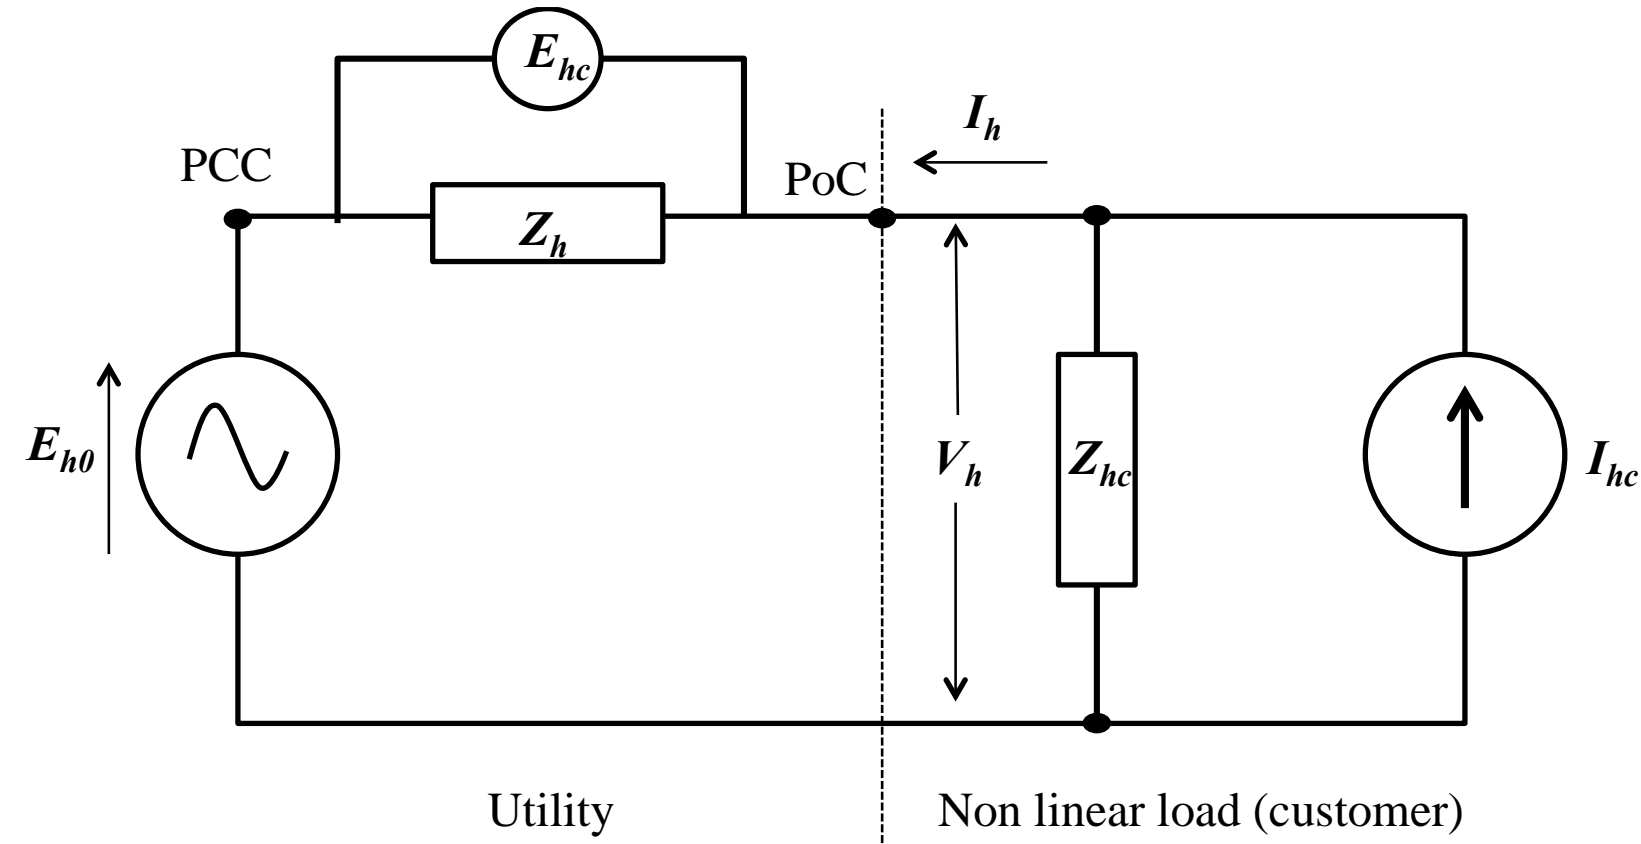 E_hc
I_h
PCC
PoC
Z_h
E_h0
V_h
Z_hc
I_hc
Utility
Non linear load (customer)